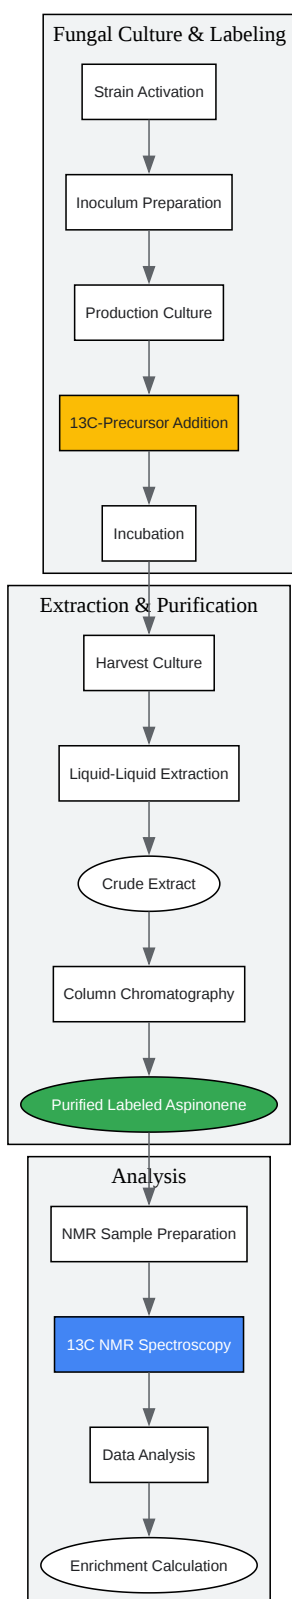 Fungal Culture & Labeling
Strain Activation
Inoculum Preparation
Production Culture
13C-Precursor Addition
Incubation
Extraction & Purification
Harvest Culture
Liquid-Liquid Extraction
Crude Extract
Column Chromatography
Purified Labeled Aspinonene
Analysis
NMR Sample Preparation
13C NMR Spectroscopy
Data Analysis
Enrichment Calculation